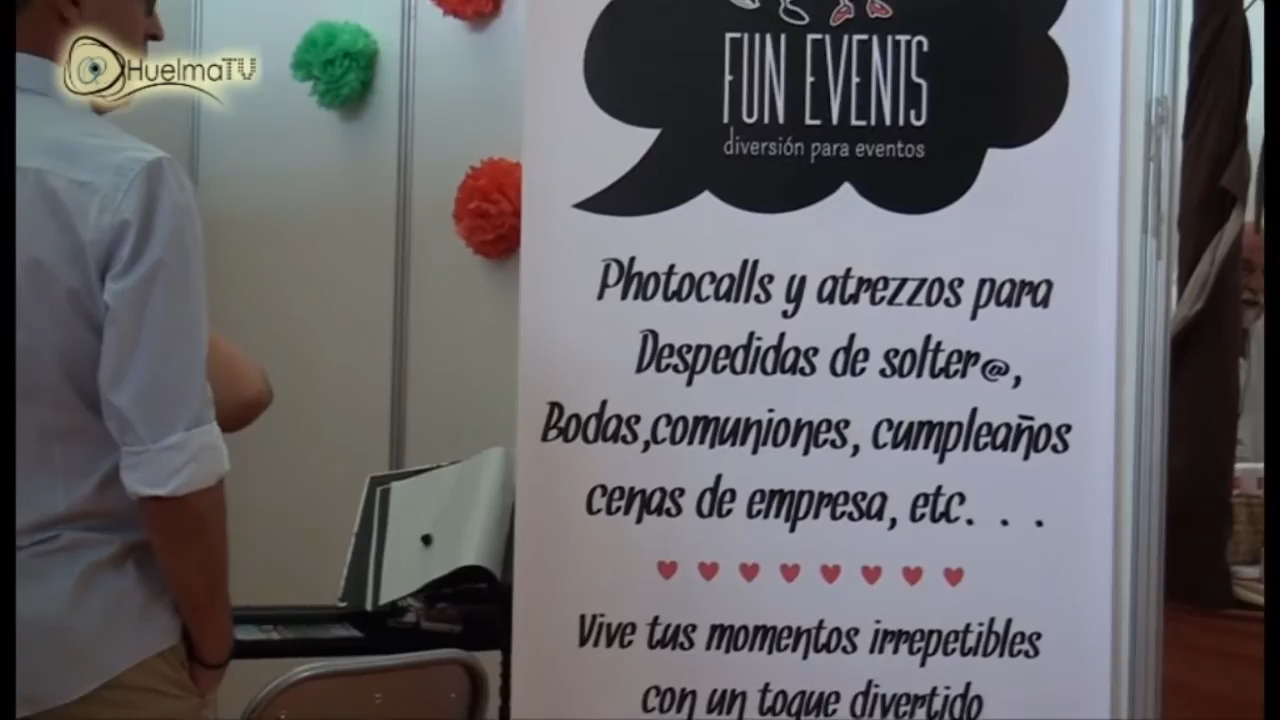 HuelmaTV
FUN EVENTS
diversión para eventos
Photocalls y atrezzos para
Despedidas de solter@,
Bodas,comuniones, cumpleaños
cenas de empresa, etc. . .
Vive tus momentos irrepetibles
con un toque divertido